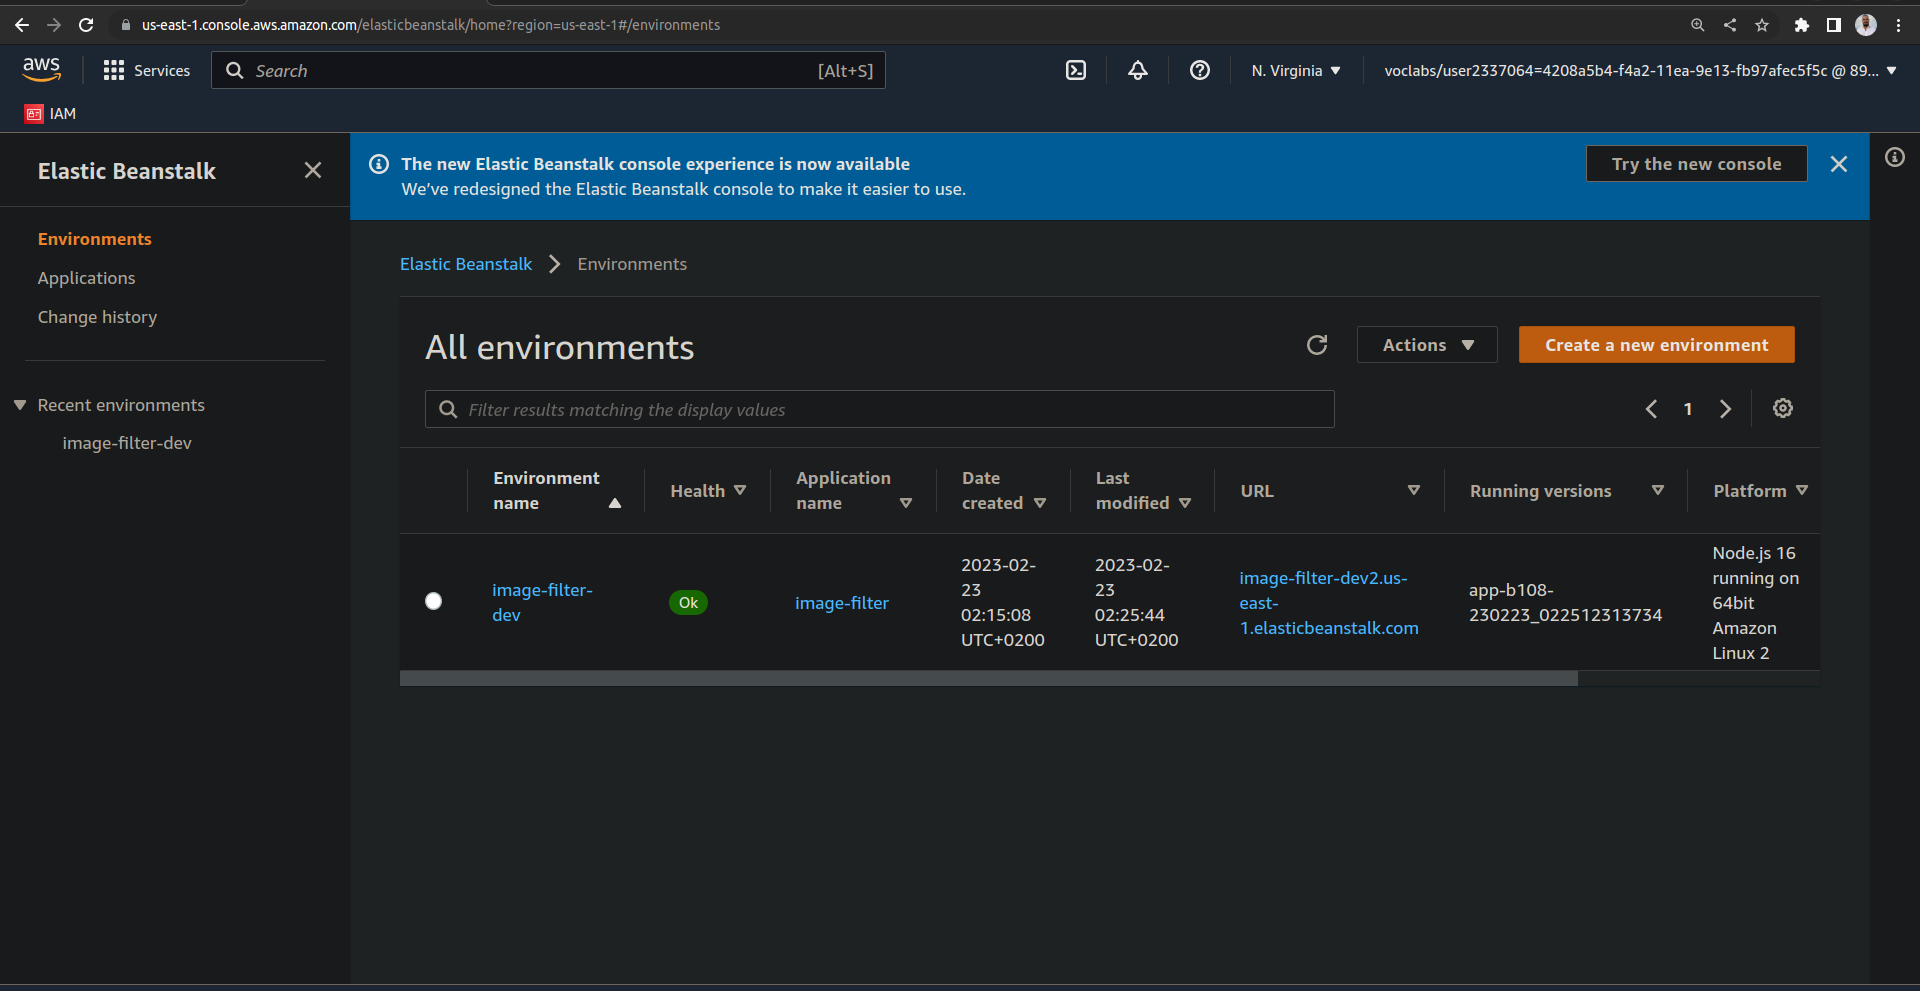 us-east-1.console.aws.amazon.com/elasticbeanstalk/home?region=us-east-1#/environments
aws
Services
Search
[Alt+S]
N. Virginia
voclabs/user2337064=4208a5b4-f4a2-11ea-9e13-fb97afec5f5c @ 89...
IAM
Elastic Beanstalk
Environments
Applications
Change history
Recent environments
image-filter-dev
The new Elastic Beanstalk console experience is now available
We've redesigned the Elastic Beanstalk console to make it easier to use.
Try the new console
Elastic Beanstalk
Environments
All environments
Actions
Create a new environment
Filter results matching the display values
1
Environment
name
Health
Application
name
Date
created
Last
modified
URL
Running versions
Platform
image-filter-
dev
Ok
image-filter
2023-02-
23
02:15:08
UTC+0200
2023-02-
23
02:25:44
UTC+0200
image-filter-dev2.us-
east-
1.elasticbeanstalk.com
app-b108-
230223_022512313734
Node.js 16
running on
64bit
Amazon
Linux 2